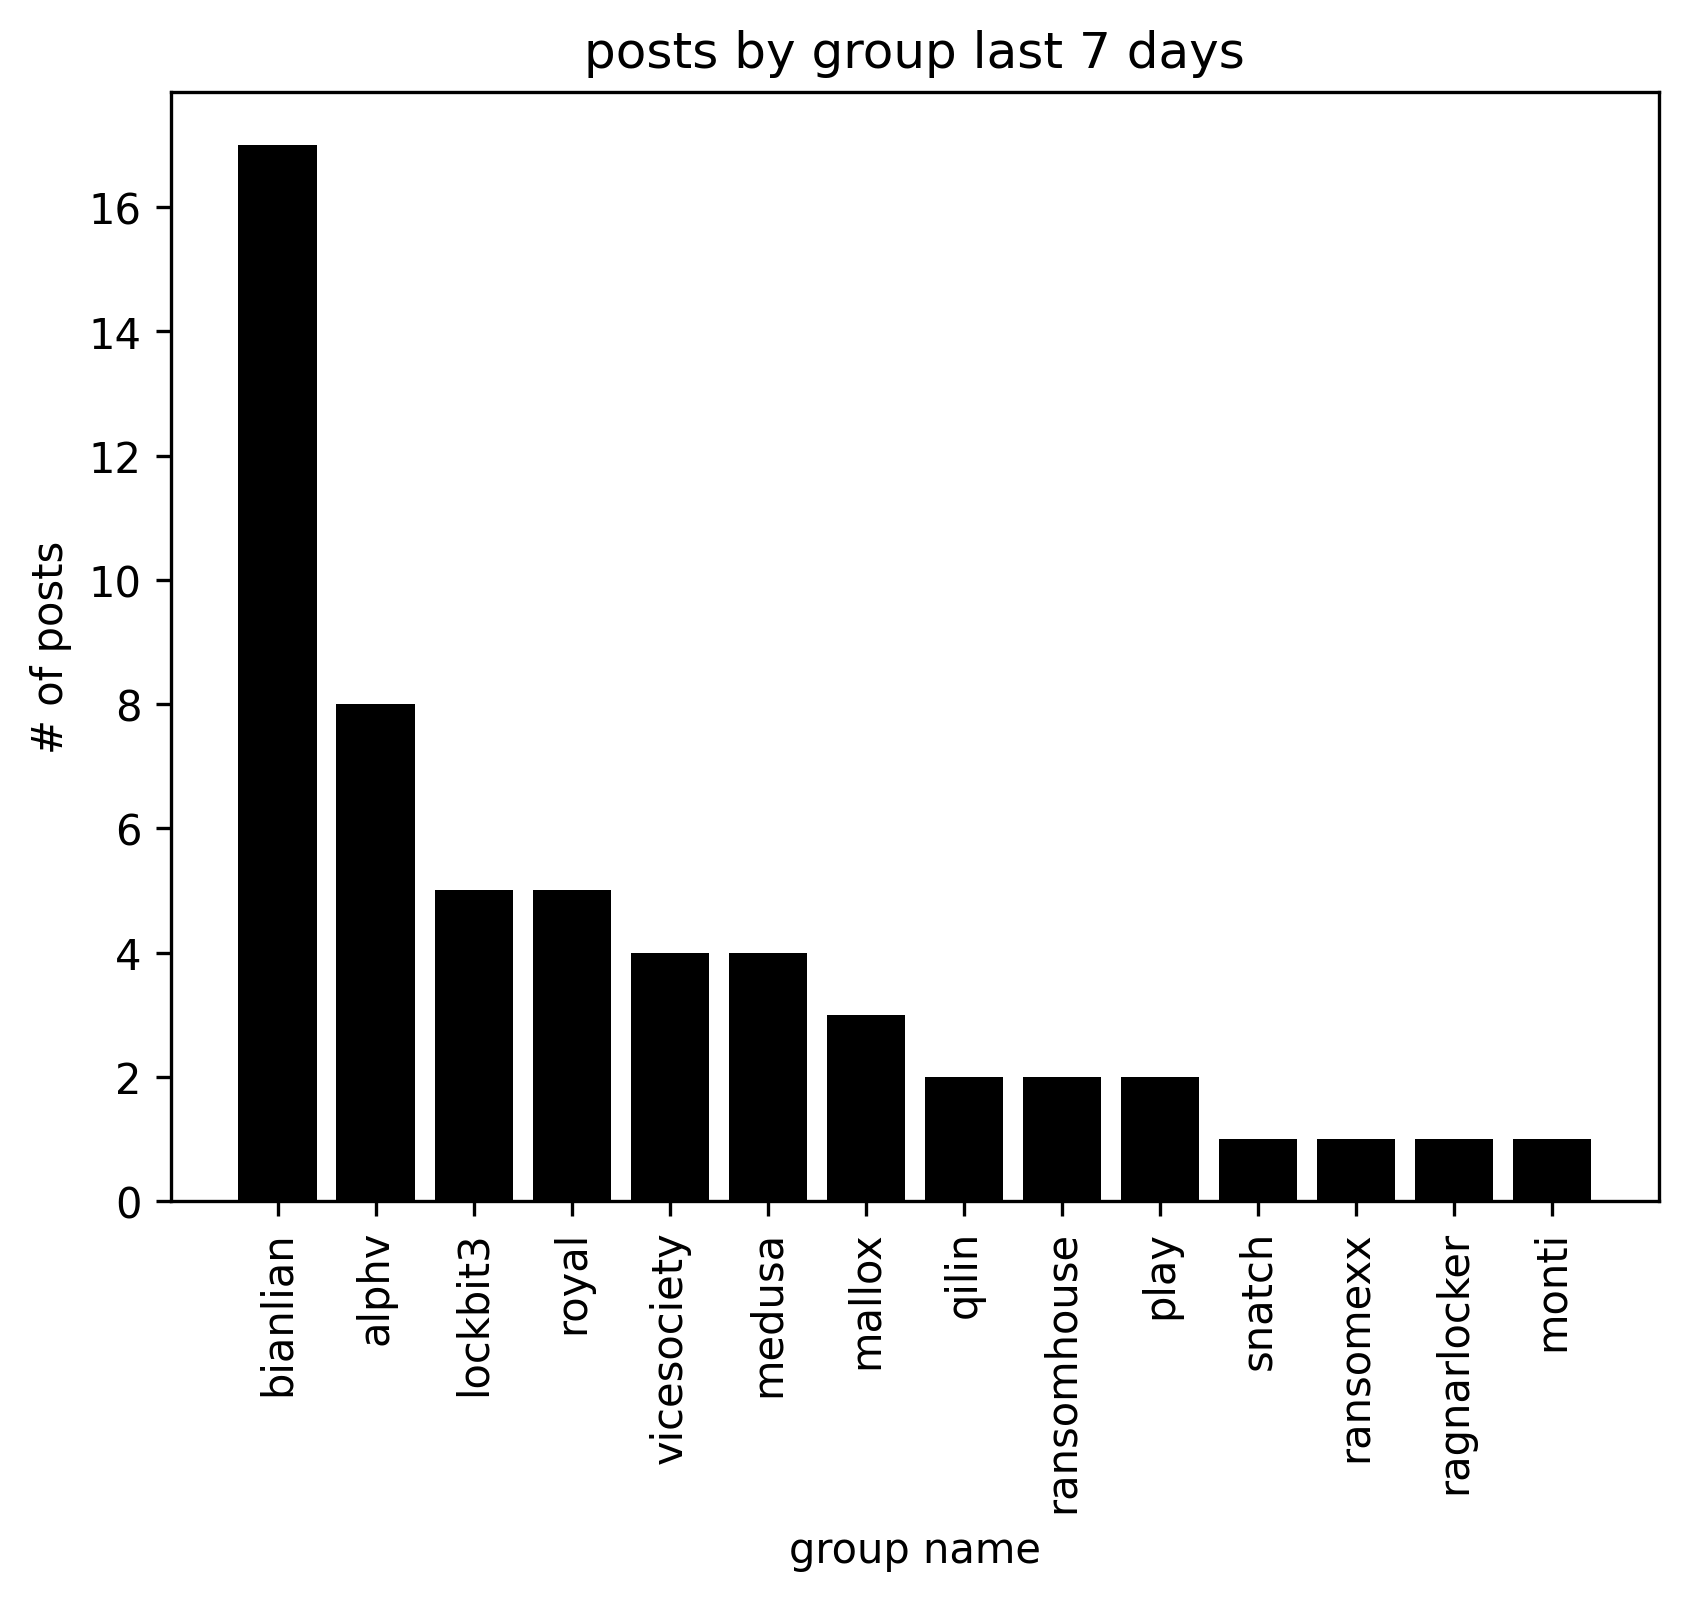 posts by group last 7 days
16
14
12
10
8
6
4
2
0
# of posts
bianlian
alphv
lockbit3
royal
vicesociety
medusa
mallox
qilin
ransomhouse
play
snatch
ransomexx
ragnarlocker
monti
group name